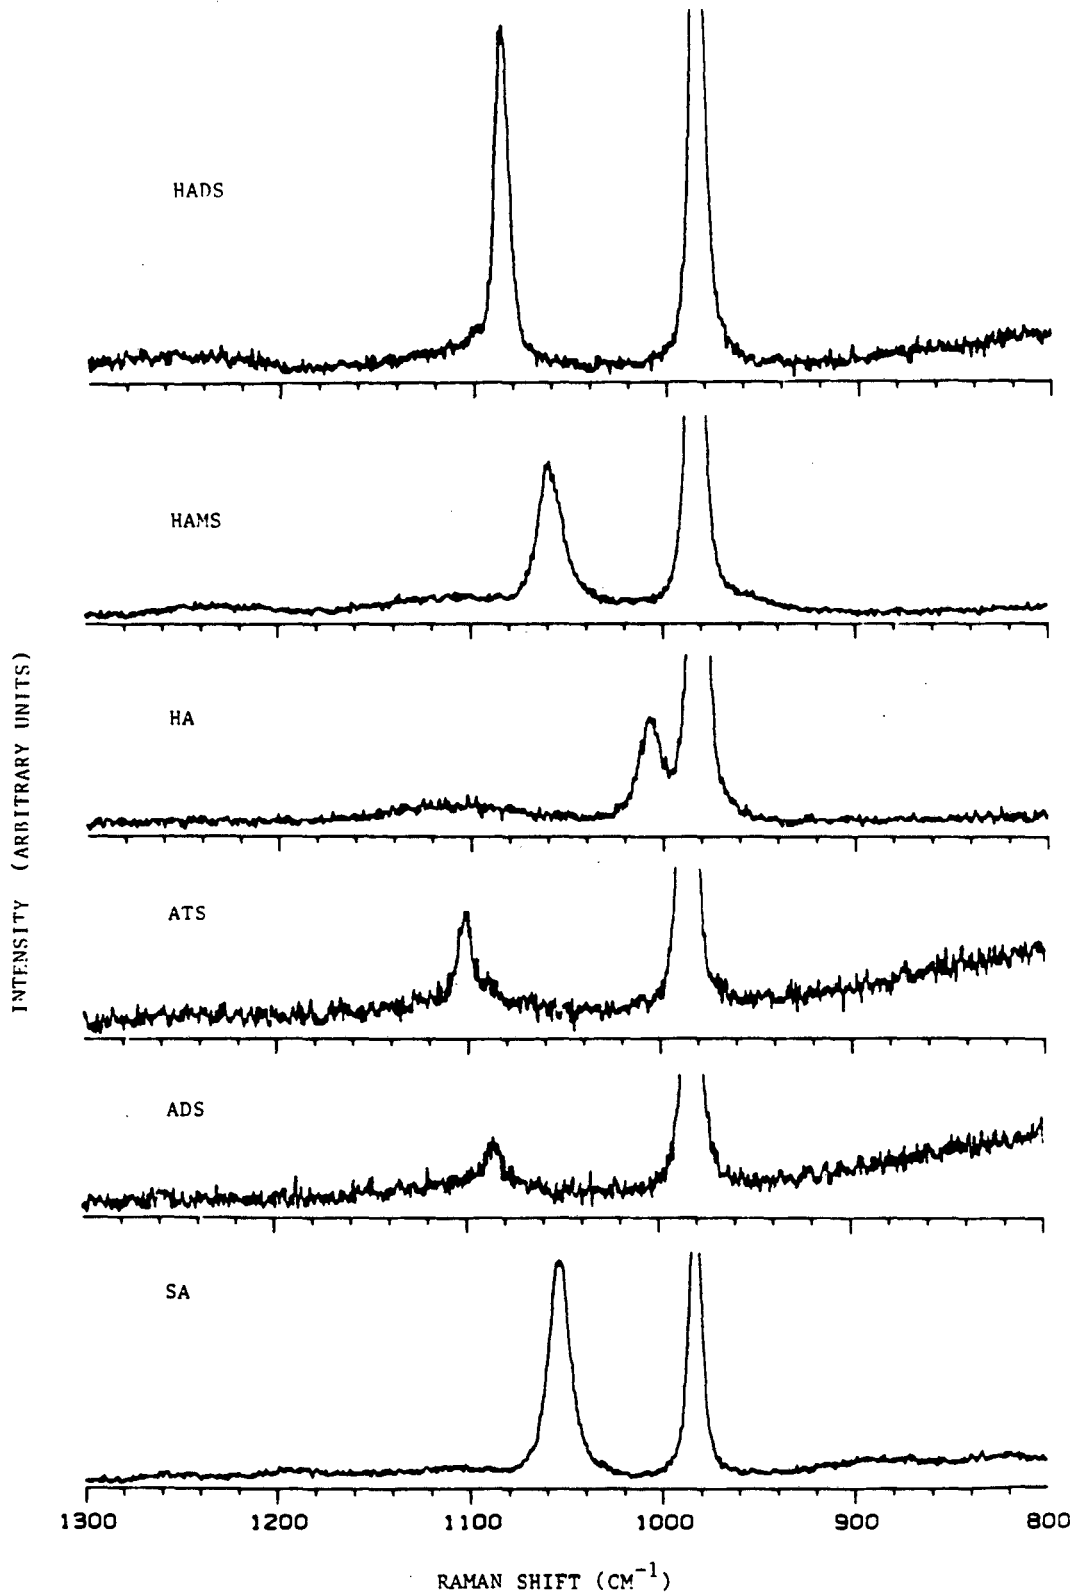 HADS
HAMS
HA
ATS
ADS
SA
INTENSITY (ARBITRARY UNITS)
1300 1200 1100 1000 900 800
RAMAN SHIFT (CM⁻¹)